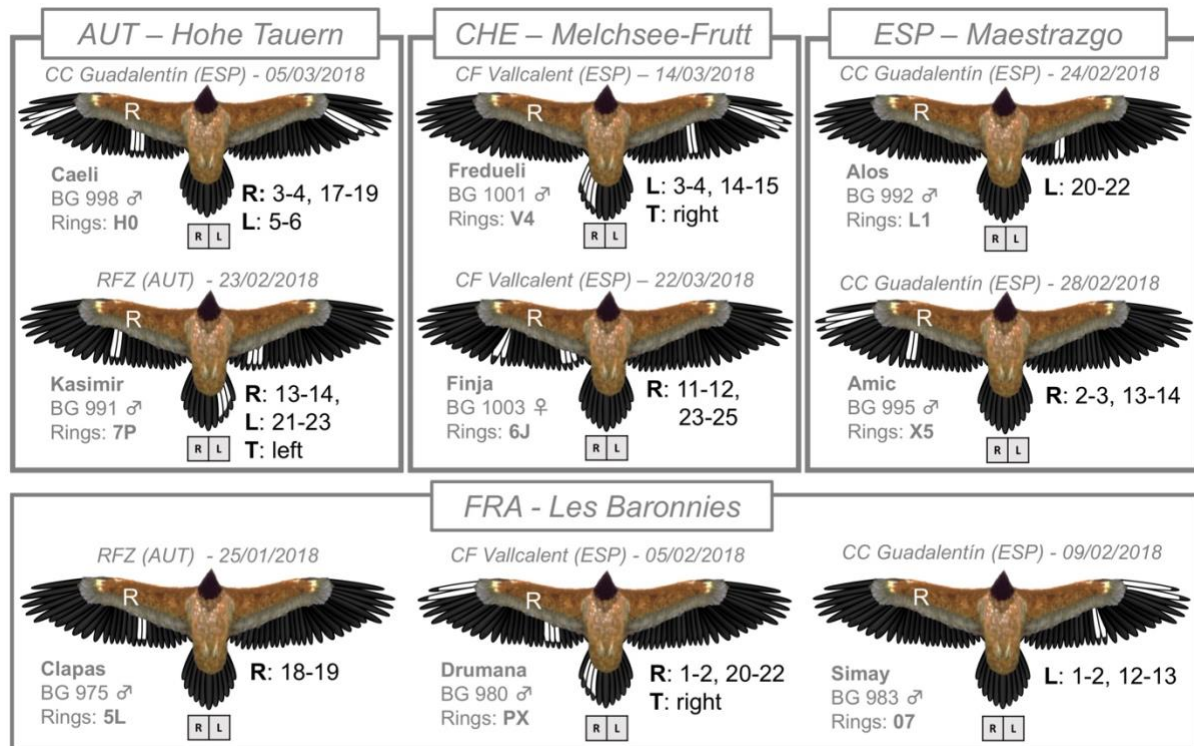 AUT – Hohe Tauern
CC Guadalentín (ESP) - 05/03/2018
R
Caeli
BG 998 ♂
Rings: H0
R: 3-4, 17-19
L: 5-6
R L
RFZ (AUT) - 23/02/2018
R
Kasimir
BG 991 ♂
Rings: 7P
R: 13-14,
L: 21-23
T: left
R L
CHE – Melchsee-Frutt
CF Vallcalent (ESP) – 14/03/2018
R
Fredueli
BG 1001 ♂
Rings: V4
L: 3-4, 14-15
T: right
R L
CF Vallcalent (ESP) – 22/03/2018
R
Finja
BG 1003 ♀
Rings: 6J
R: 11-12,
23-25
R L
ESP – Maestrazgo
CC Guadalentín (ESP) - 24/02/2018
R
Alos
BG 992 ♂
Rings: L1
L: 20-22
R L
CC Guadalentín (ESP) - 28/02/2018
R
Amic
BG 995 ♂
Rings: X5
R: 2-3, 13-14
R L
FRA - Les Baronnies
RFZ (AUT) - 25/01/2018
R
Clapas
BG 975 ♂
Rings: 5L
R: 18-19
R L
CF Vallcalent (ESP) - 05/02/2018
R
Drumana
BG 980 ♂
Rings: PX
R: 1-2, 20-22
T: right
R L
CC Guadalentín (ESP) - 09/02/2018
R
Simay
BG 983 ♂
Rings: 07
L: 1-2, 12-13
R L